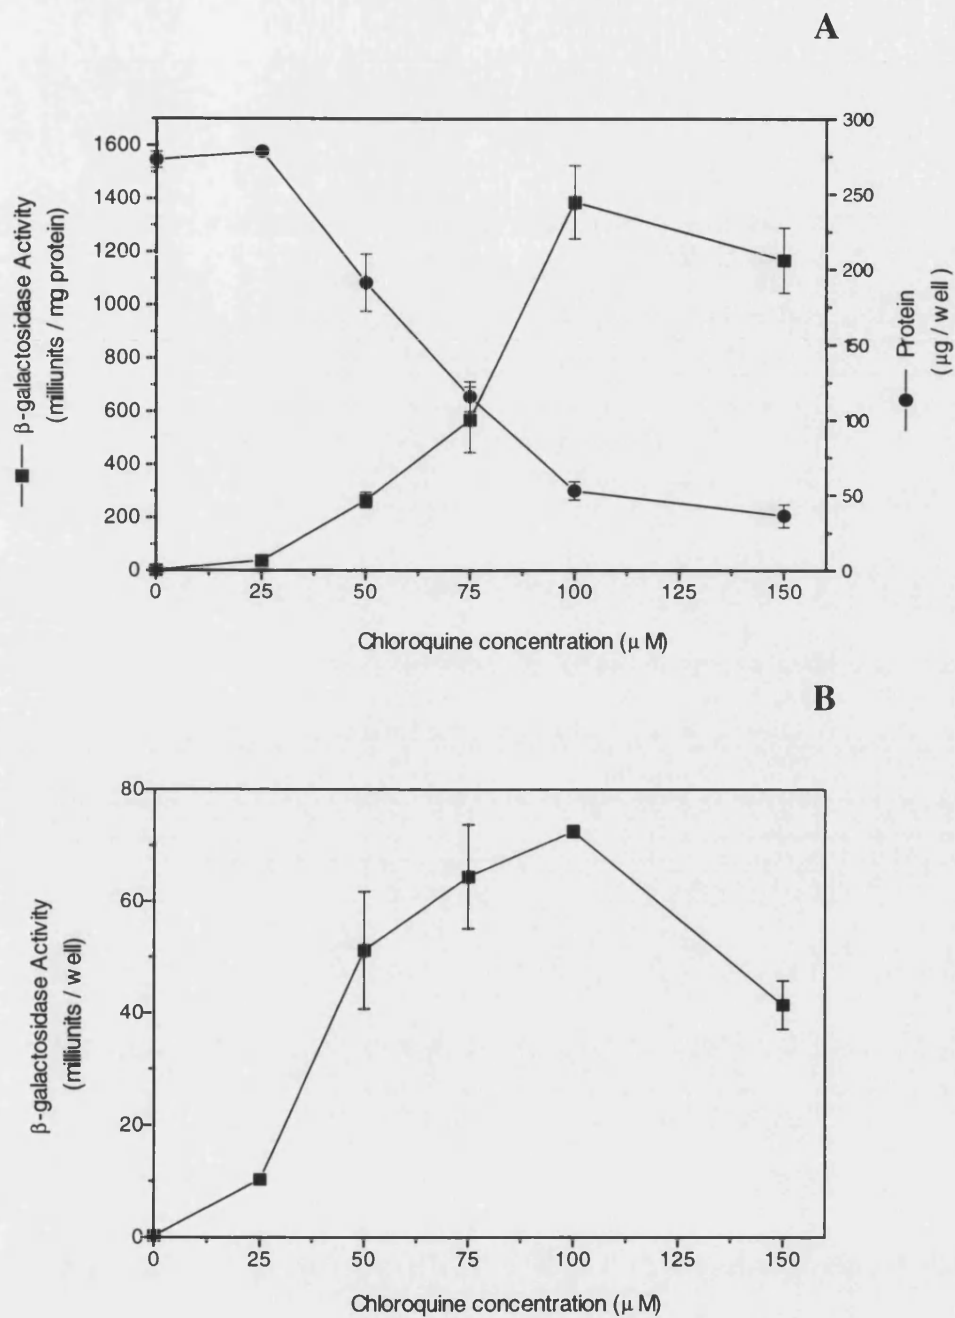 A
β-galactosidase Activity
(milliunits / mg protein)
1600
1400
1200
1000
800
600
400
200
0
300
250
200
150
100
50
0
Protein
(μg / well)
0 25 50 75 100 125 150
Chloroquine concentration (μ M)
B
β-galactosidase Activity
(milliunits / well)
80
60
40
20
0
0 25 50 75 100 125 150
Chloroquine concentration (μ M)